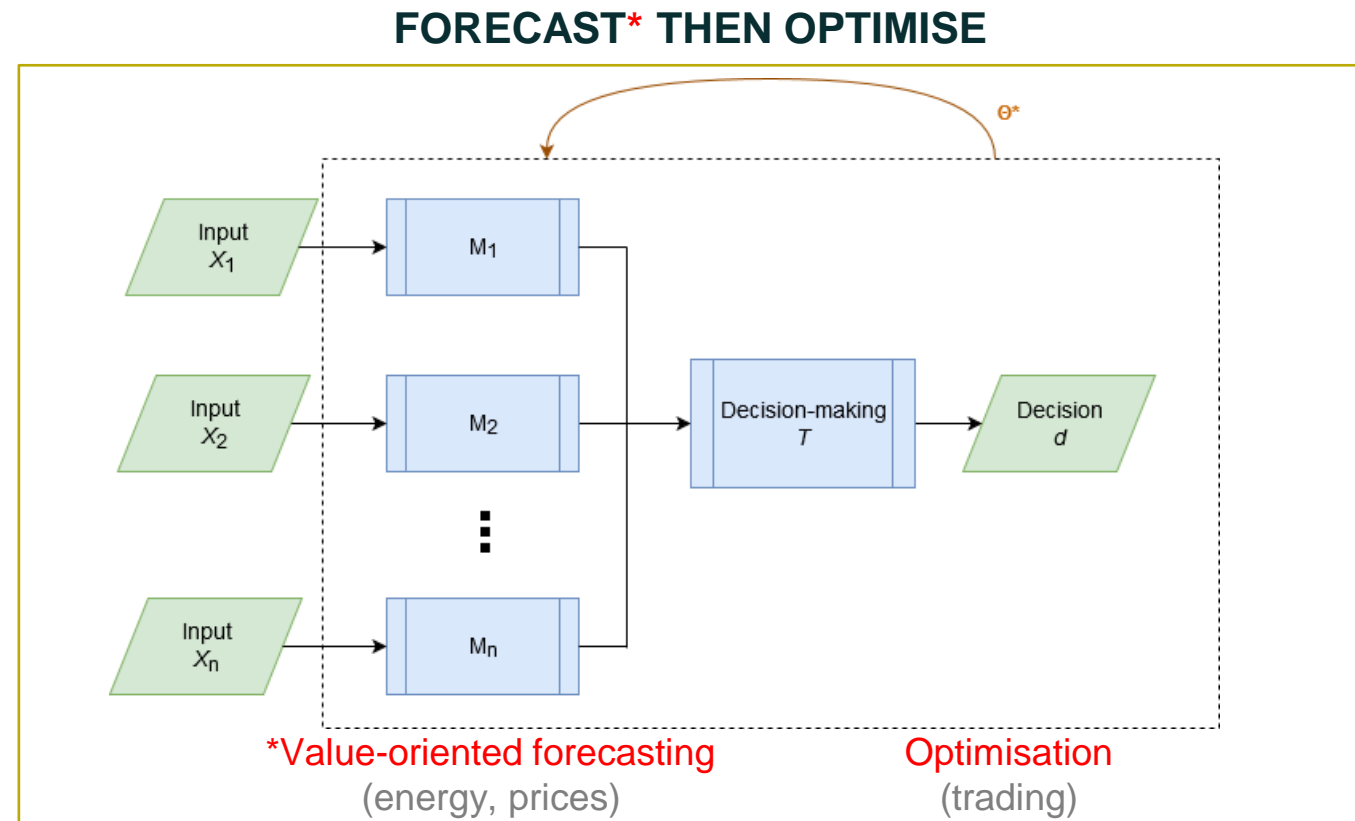 FORECAST* THEN OPTIMISE
Θ*
Input
X1
M1
Input
X2
M2
Decision-making
T
Decision
d
Input
Xn
Mn
*Value-oriented forecasting
(energy, prices)
Optimisation
(trading)